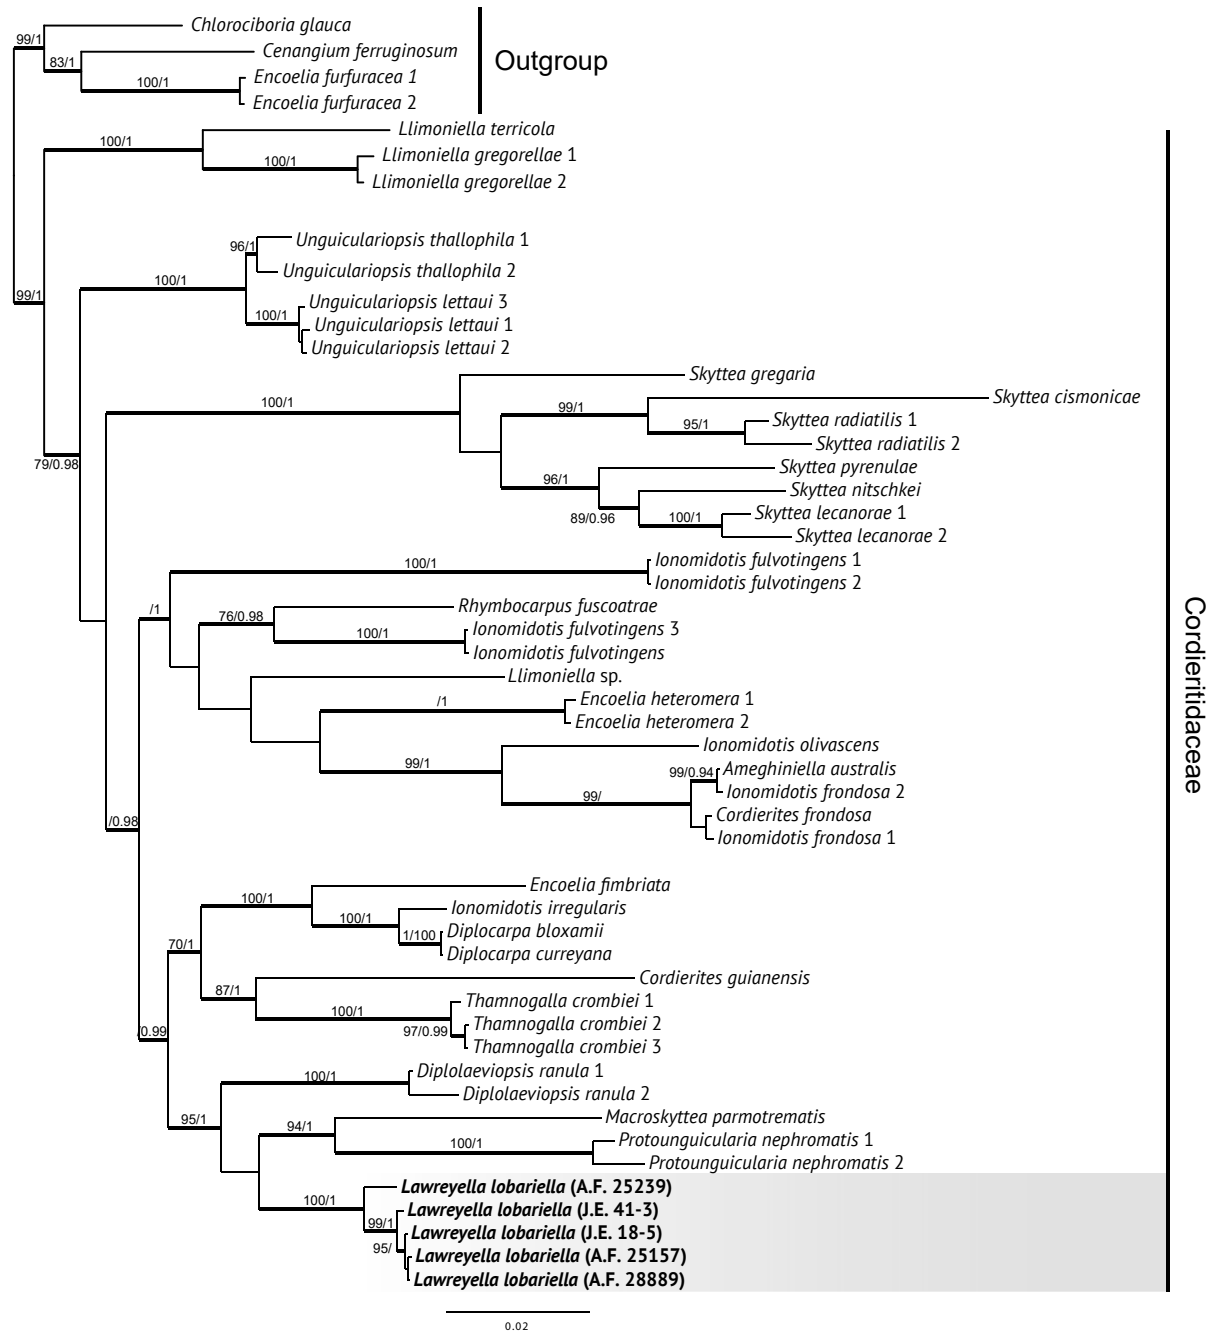 Chlorociboria glauca
99/1
Cenangium ferruginosum
83/1
Outgroup
Encoelia furfuracea 1
100/1
Encoelia furfuracea 2
Llimoniella terricola
100/1
Llimoniella gregorellae 1
100/1
Llimoniella gregorellae 2
Unguiculariopsis thallophila 1
96/1
Unguiculariopsis thallophila 2
100/1
99/1
Unguiculariopsis lettaui 3
100/1
Unguiculariopsis lettaui 1
Unguiculariopsis lettaui 2
Skyttea gregaria
Skyttea cismonicae
100/1
99/1
Skyttea radiatilis 1
95/1
Skyttea radiatilis 2
79/0.98
Skyttea pyrenulae
96/1
Skyttea nitschkei
Skyttea lecanorae 1
89/0.96
100/1
Skyttea lecanorae 2
Ionomidotis fulvotingens 1
100/1
Ionomidotis fulvotingens 2
Rhymbocarpus fuscoatrae
/1
76/0.98
Ionomidotis fulvotingens 3
100/1
Ionomidotis fulvotingens
Llimoniella sp.
Encoelia heteromera 1
/1
Encoelia heteromera 2
Ionomidotis olivascens
99/1
Ameghiniella australis
99/0.94
Ionomidotis frondosa 2
99/
Cordierites frondosa
/0.98
Ionomidotis frondosa 1
Cordieritidaceae
Encoelia fimbriata
100/1
Ionomidotis irregularis
100/1
Diplocarpa bloxamii
1/100
70/1
Diplocarpa curreyana
Cordierites guianensis
87/1
Thamnogalla crombiei 1
100/1
Thamnogalla crombiei 2
97/0.99
/0.99
Thamnogalla crombiei 3
Diplolaeviopsis ranula 1
100/1
Diplolaeviopsis ranula 2
95/1
Macroskyttea parmotrematis
94/1
Protounguicularia nephromatis 1
100/1
Protounguicularia nephromatis 2
Lawreyella lobariella (A.F. 25239)
100/1
Lawreyella lobariella (J.E. 41-3)
99/1
Lawreyella lobariella (J.E. 18-5)
95/
Lawreyella lobariella (A.F. 25157)
Lawreyella lobariella (A.F. 28889)
0.02